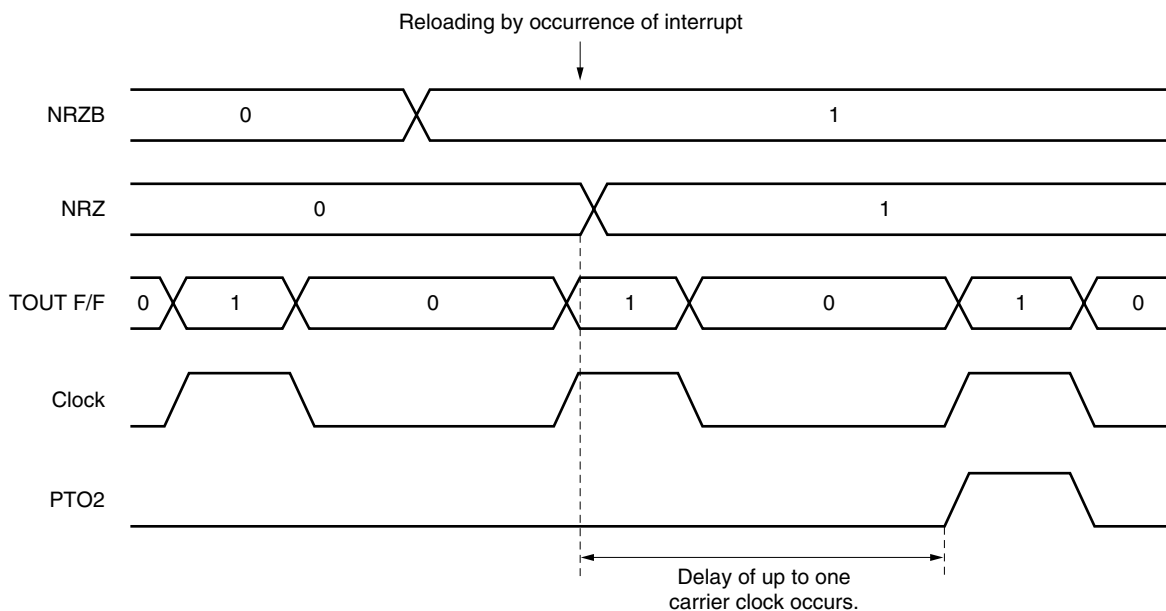 Reloading by occurrence of interrupt
NRZB 0 1
NRZ 0 1
TOUT F/F 0 1 0 1 0 1 0
Clock
PTO2
Delay of up to one
carrier clock occurs.